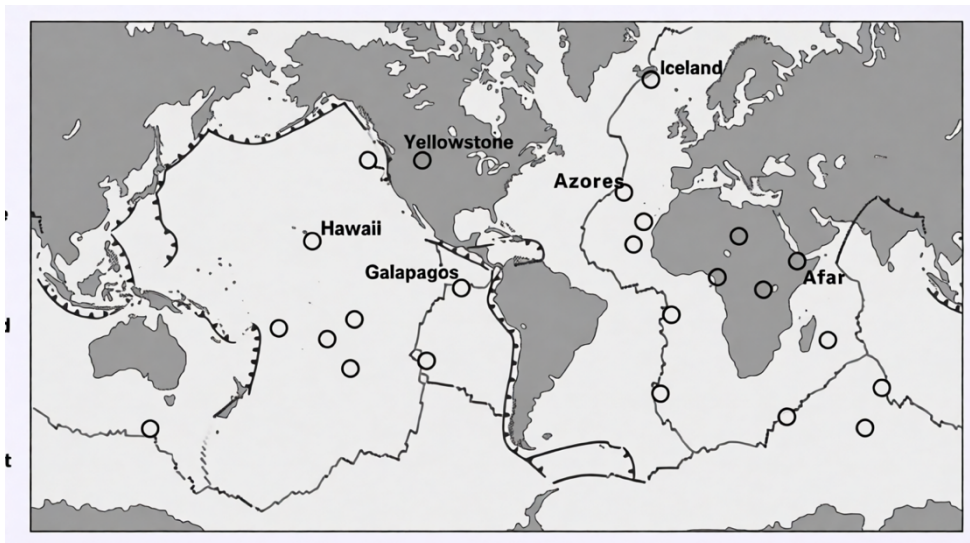 Iceland
Yellowstone
Azores
Hawaii
Galapagos
Afar
e
d
t